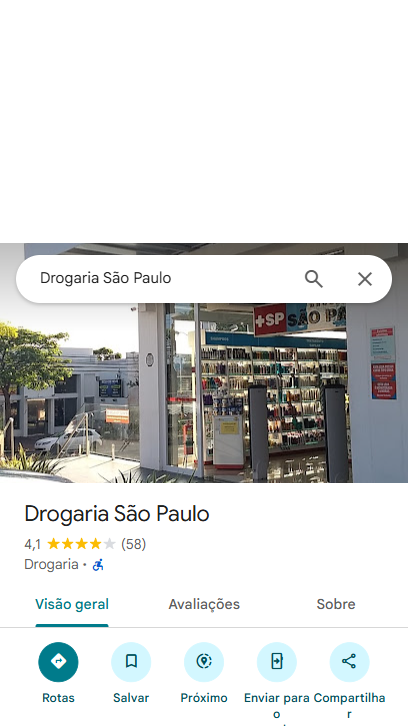 Drogaria São Paulo
+SP SÃO PA
Drogaria São Paulo
4,1 (58)
Drogaria ·
Visão geral Avaliações Sobre
Rotas Salvar Próximo Enviar para o Compartilhar